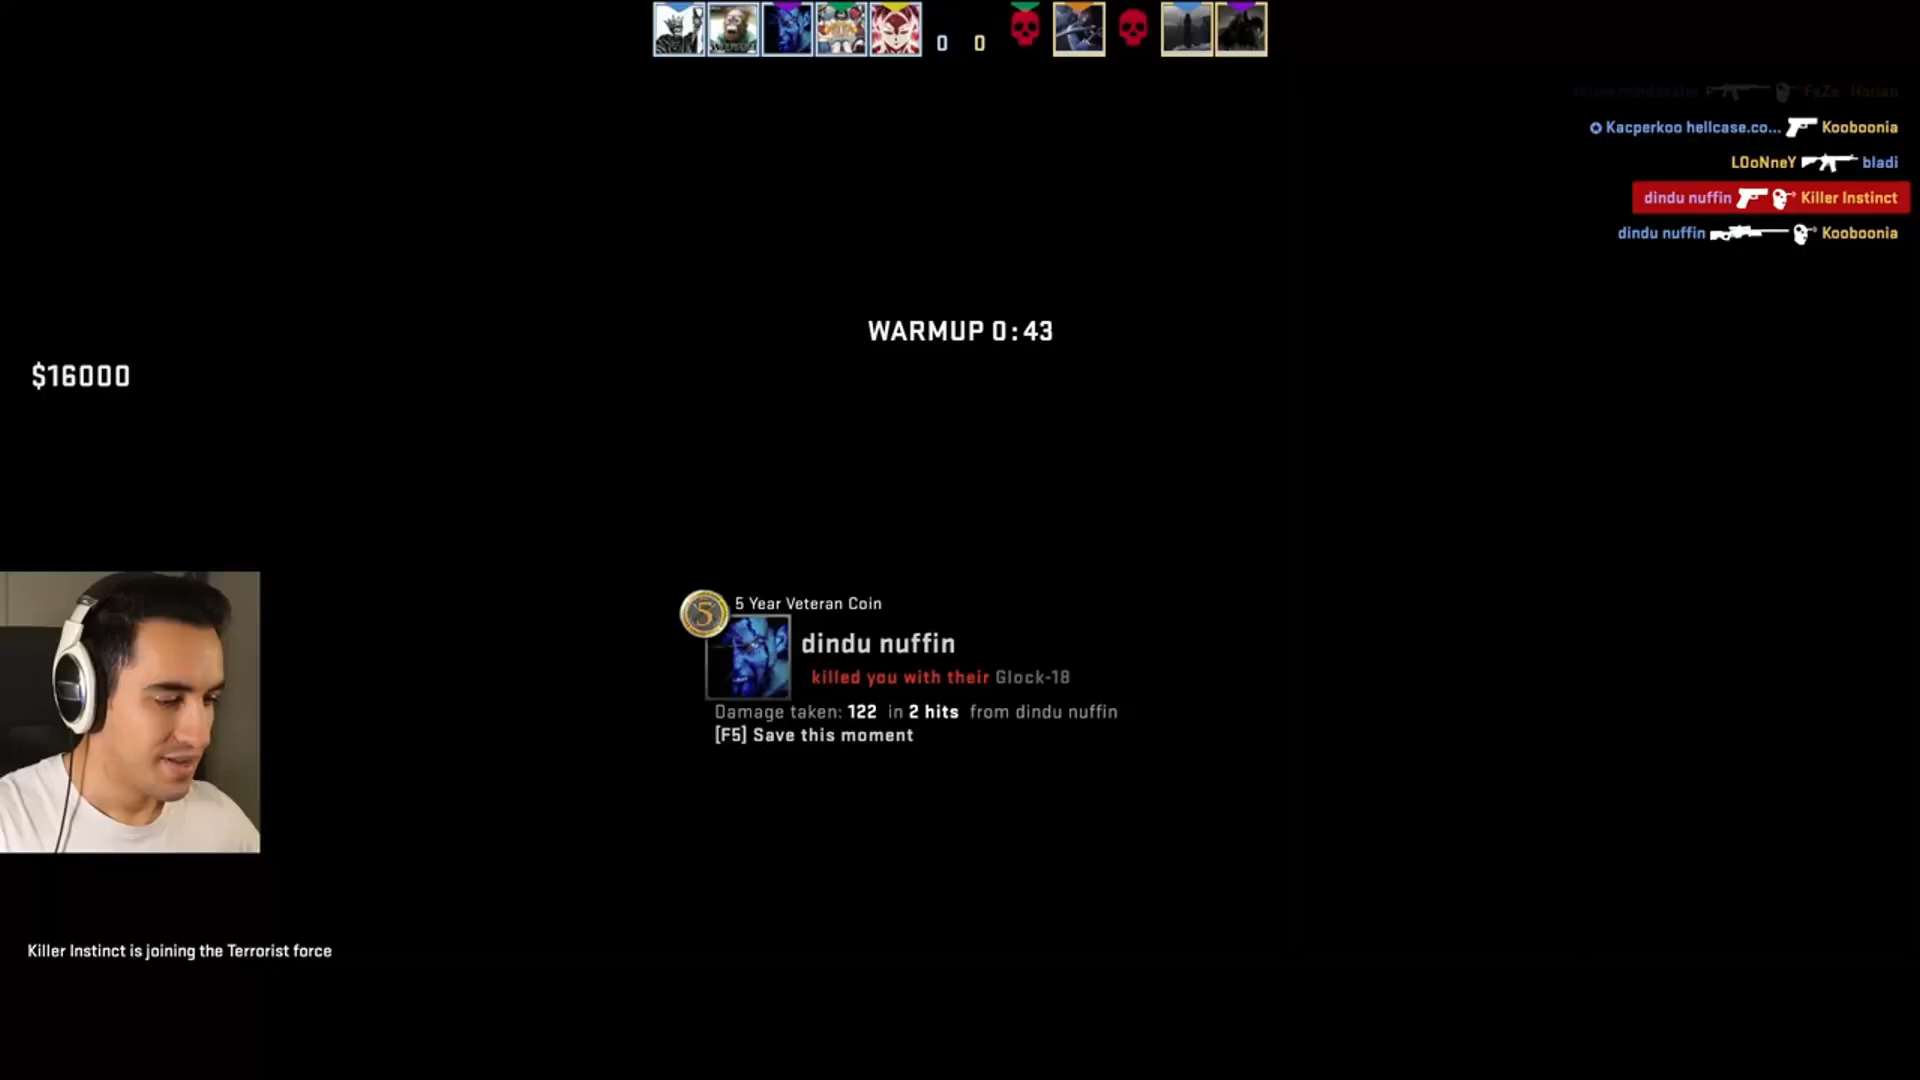 0 0
Kacperkoo hellcase.co... Kooboonia
LOoNneY bladi
dindu nuffin Killer Instinct
dindu nuffin Kooboonia
WARMUP 0:43
$16000
5 Year Veteran Coin
5
dindu nuffin
killed you with their Glock-18
Damage taken: 122 in 2 hits from dindu nuffin
[F5] Save this moment
Killer Instinct is joining the Terrorist force